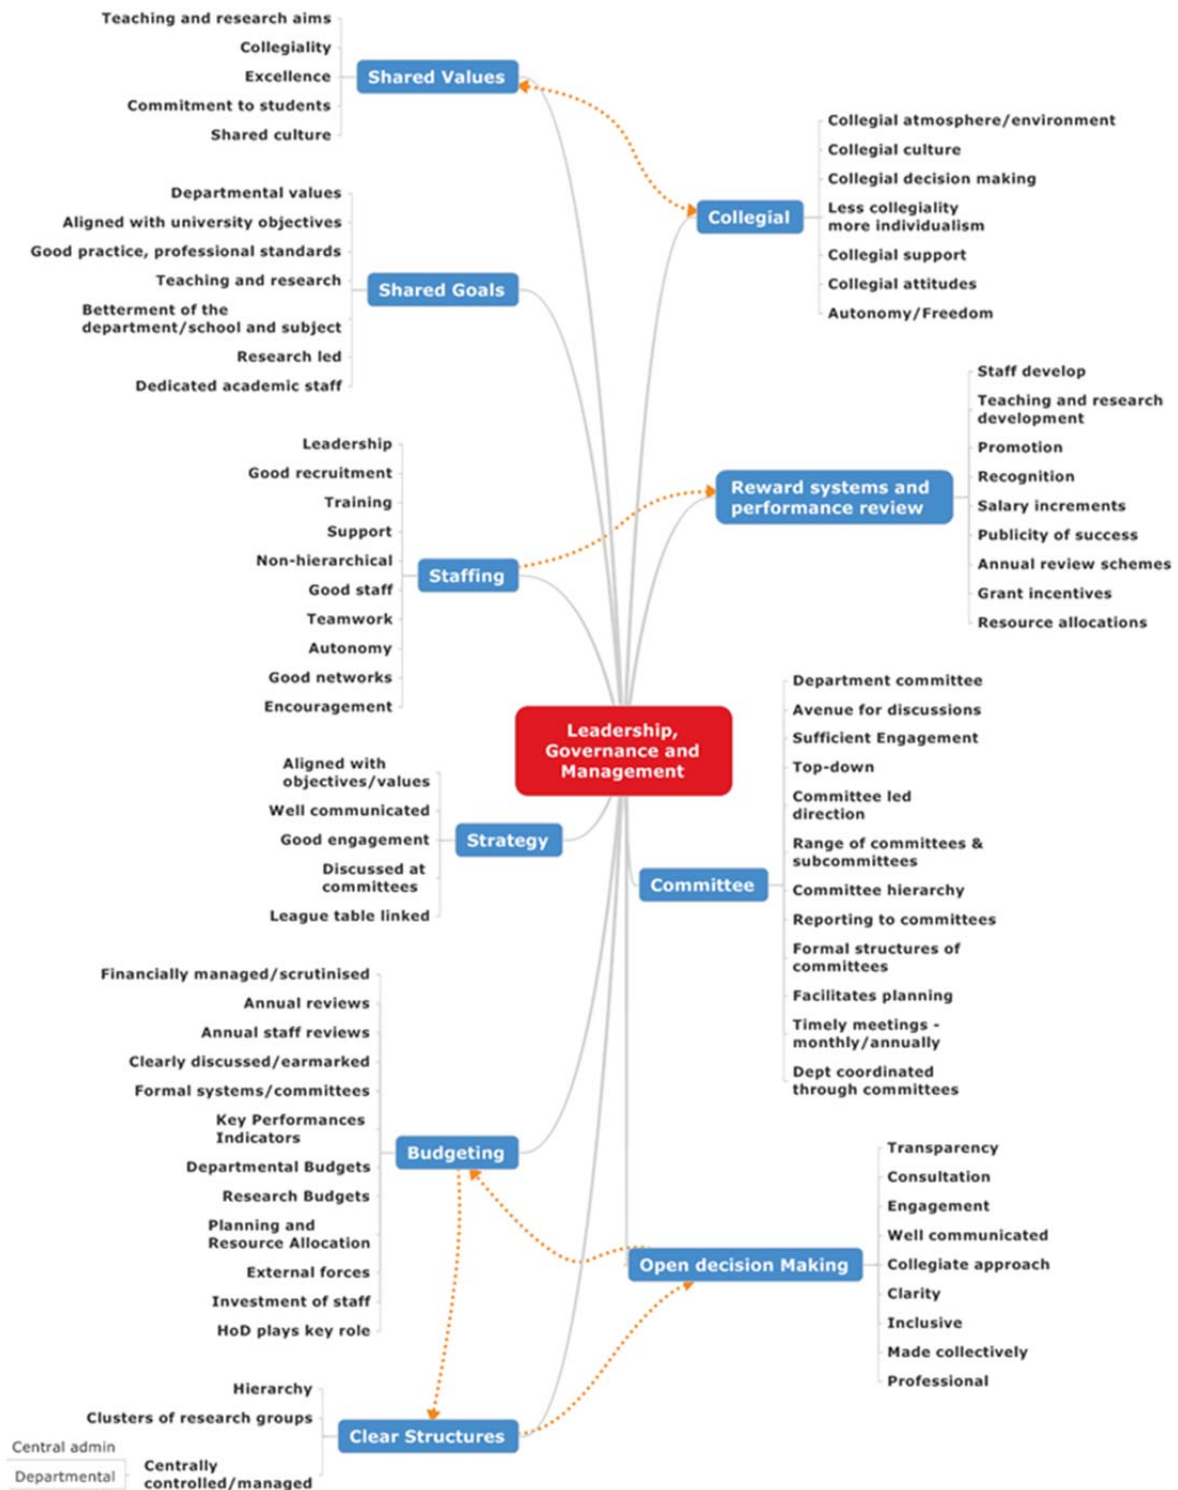 Teaching and research aims
Collegiality
Excellence
Commitment to students
Shared culture
Shared Values
Departmental values
Aligned with university objectives
Good practice, professional standards
Teaching and research
Betterment of the
department/school and subject
Research led
Dedicated academic staff
Shared Goals
Leadership
Good recruitment
Training
Support
Non-hierarchical
Good staff
Teamwork
Autonomy
Good networks
Encouragement
Staffing
Aligned with
objectives/values
Well communicated
Good engagement
Discussed at
committees
League table linked
Strategy
Financially managed/scrutinised
Annual reviews
Annual staff reviews
Clearly discussed/earmarked
Formal systems/committees
Key Performances
Indicators
Departmental Budgets
Research Budgets
Planning and
Resource Allocation
External forces
Investment of staff
HoD plays key role
Budgeting
Hierarchy
Clusters of research groups
Central admin
Departmental
Centrally
controlled/managed
Clear Structures
Leadership,
Governance and
Management
Collegial
Collegial atmosphere/environment
Collegial culture
Collegial decision making
Less collegiality
more individualism
Collegial support
Collegial attitudes
Autonomy/Freedom
Reward systems and
performance review
Staff develop
Teaching and research
development
Promotion
Recognition
Salary increments
Publicity of success
Annual review schemes
Grant incentives
Resource allocations
Committee
Department committee
Avenue for discussions
Sufficient Engagement
Top-down
Committee led
direction
Range of committees &
subcommittees
Committee hierarchy
Reporting to committees
Formal structures of
committees
Facilitates planning
Timely meetings -
monthly/annually
Dept coordinated
through committees
Open decision Making
Transparency
Consultation
Engagement
Well communicated
Collegiate approach
Clarity
Inclusive
Made collectively
Professional